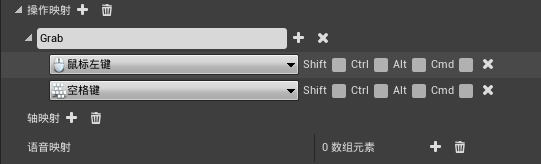 操作映射
Grab
鼠标左键 Shift Ctrl Alt Cmd
空格键 Shift Ctrl Alt Cmd
轴映射
语音映射 0 数组元素